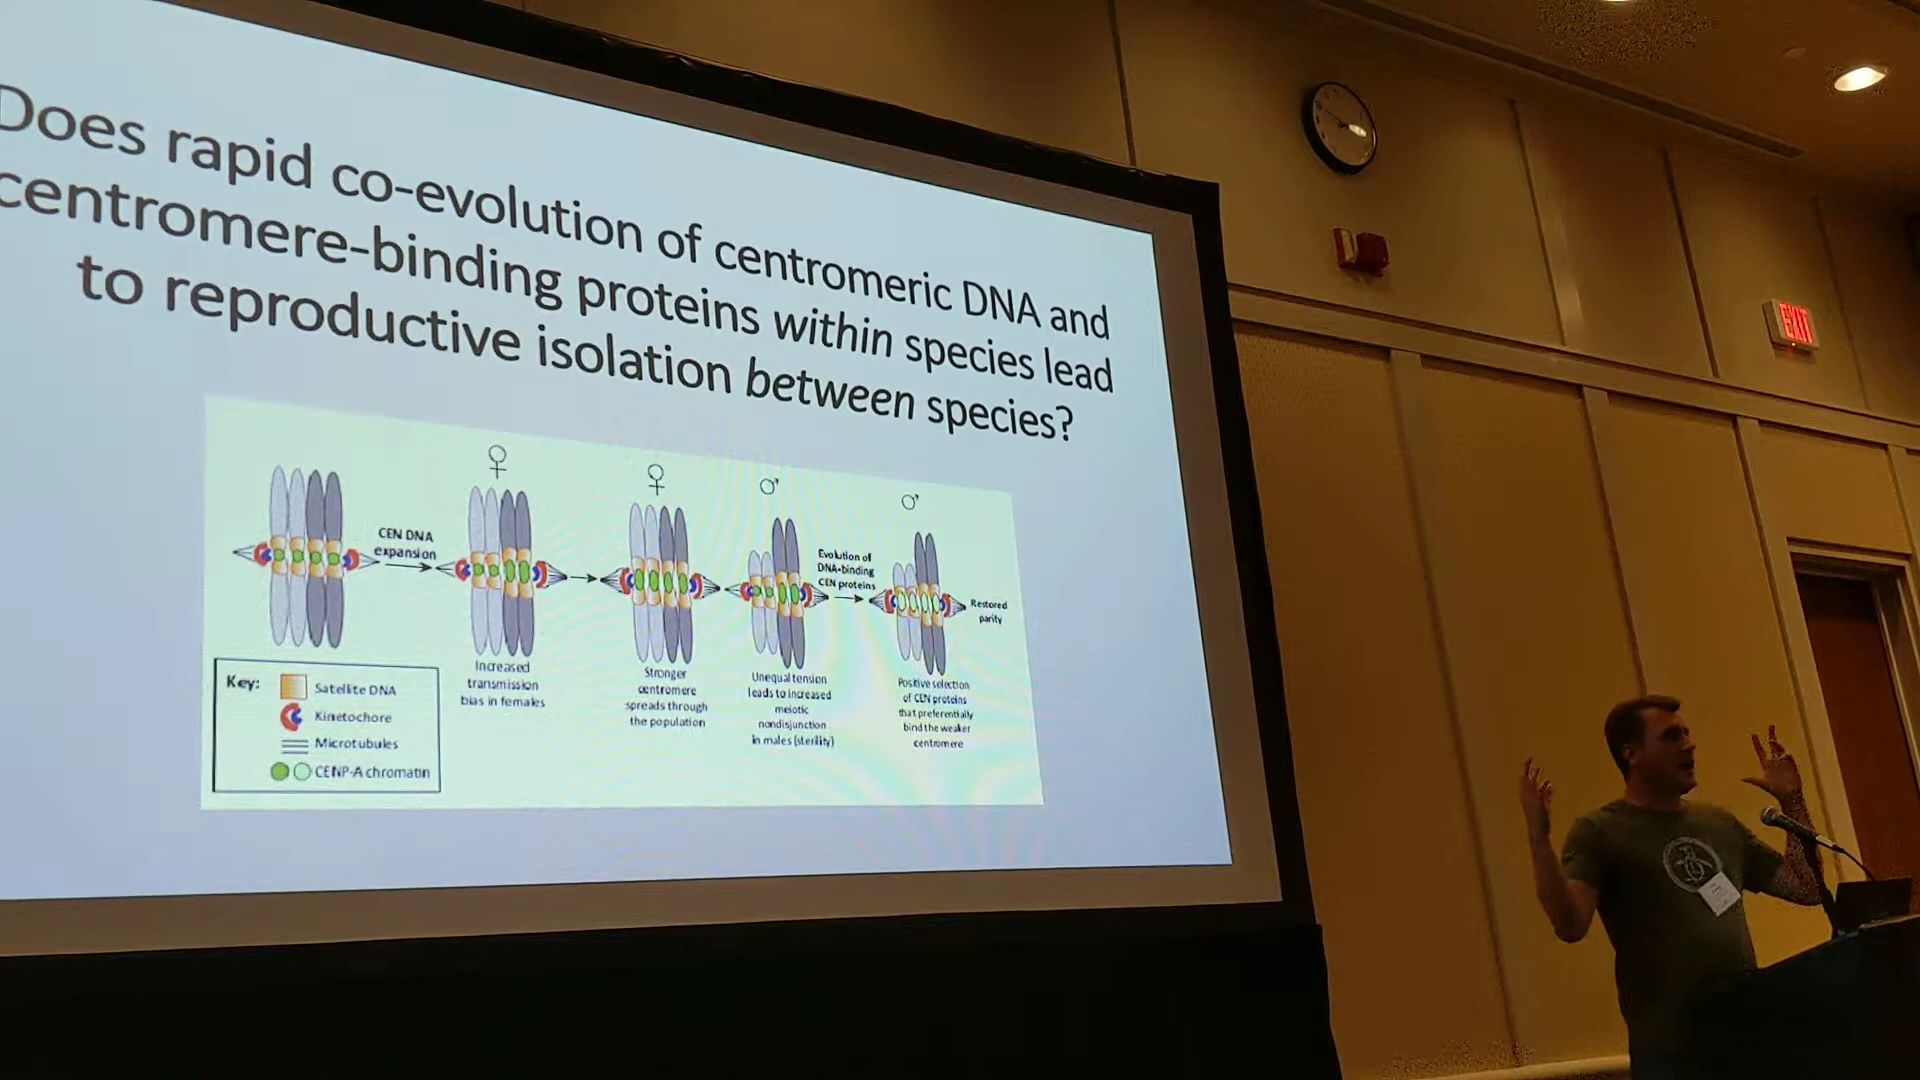 Does rapid co-evolution of centromeric DNA and
centromere-binding proteins within species lead
to reproductive isolation between species?
♀
♀
♂
♂
CEN DNA
expansion
Evolution of
DNA-binding
CEN proteins
Restored
parity
Increased
transmission
bias in females
Stronger
centromere
spreads through
the population
Unequal tension
leads to increased
meiotic
nondisjunction
in males (sterility)
Positive selection
of CEN proteins
that preferentially
bind the weaker
centromere
Key:
Satellite DNA
Kinetochore
Microtubules
CENP-A chromatin
EXIT